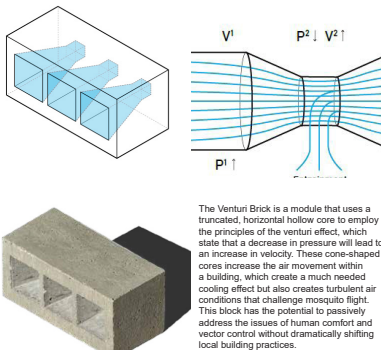 V¹ P² ↓ V² ↑
P¹ ↑
The Venturi Brick is a module that uses a
truncated, horizontal hollow core to employ
the principles of the venturi effect, which
state that a decrease in pressure will lead to
an increase in velocity. These cone-shaped
cores increase the air movement within
a building, which create a much needed
cooling effect but also creates turbulent air
conditions that challenge mosquito flight.
This block has the potential to passively
address the issues of human comfort and
vector control without dramatically shifting
local building practices.